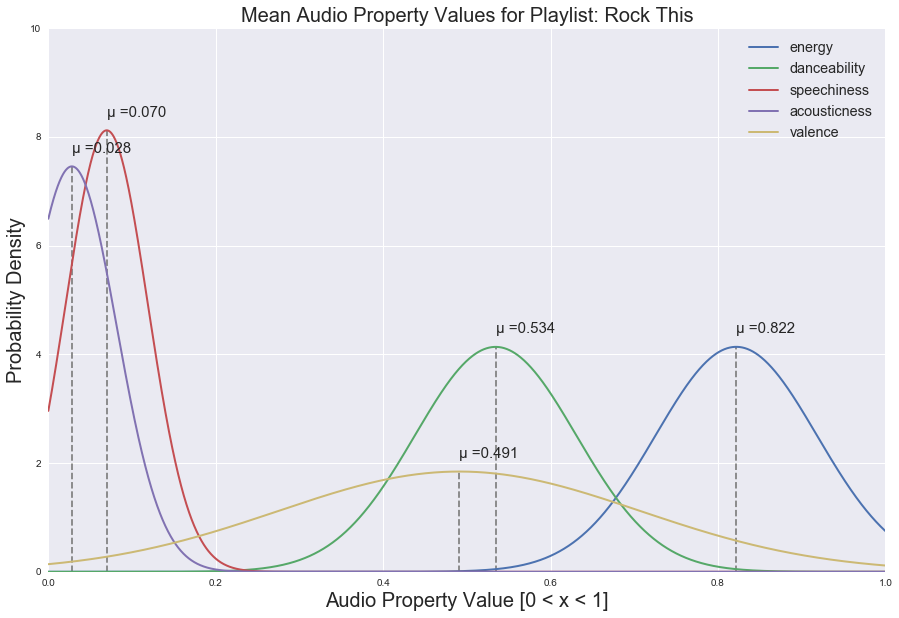 Mean Audio Property Values for Playlist: Rock This
10
energy
danceability
speechiness
acousticness
valence
μ =0.070
8
μ =0.028
Probability Density
6
4
μ =0.534
μ =0.822
2
μ =0.491
0
0.0
0.2
0.4
0.6
0.8
1.0
Audio Property Value [0 < x < 1]